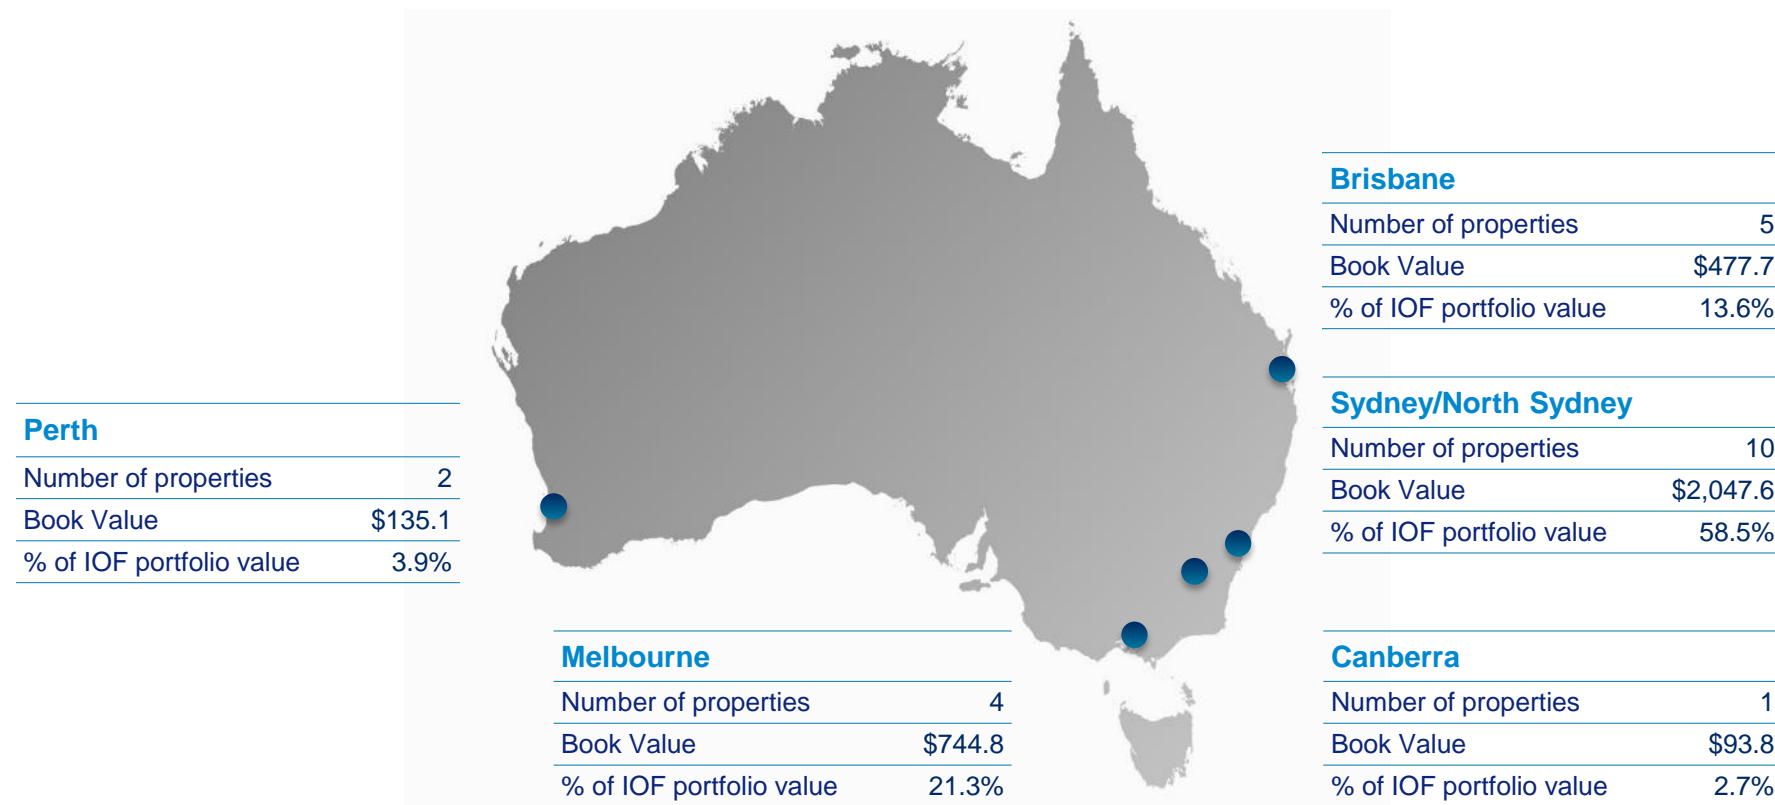 Brisbane
Number of properties 5
Book Value $477.7
% of IOF portfolio value 13.6%
Sydney/North Sydney
Number of properties 10
Book Value $2,047.6
% of IOF portfolio value 58.5%
Perth
Number of properties 2
Book Value $135.1
% of IOF portfolio value 3.9%
Melbourne
Number of properties 4
Book Value $744.8
% of IOF portfolio value 21.3%
Canberra
Number of properties 1
Book Value $93.8
% of IOF portfolio value 2.7%